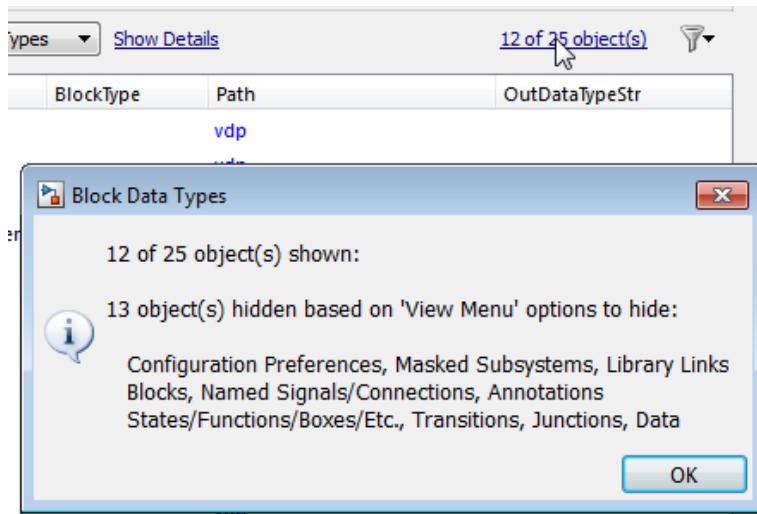 ypes Show Details 12 of 25 object(s)
BlockType Path OutDataTypeStr
vdp
Block Data Types
12 of 25 object(s) shown:
13 object(s) hidden based on 'View Menu' options to hide:
Configuration Preferences, Masked Subsystems, Library Links
Blocks, Named Signals/Connections, Annotations
States/Functions/Boxes/Etc., Transitions, Junctions, Data
OK